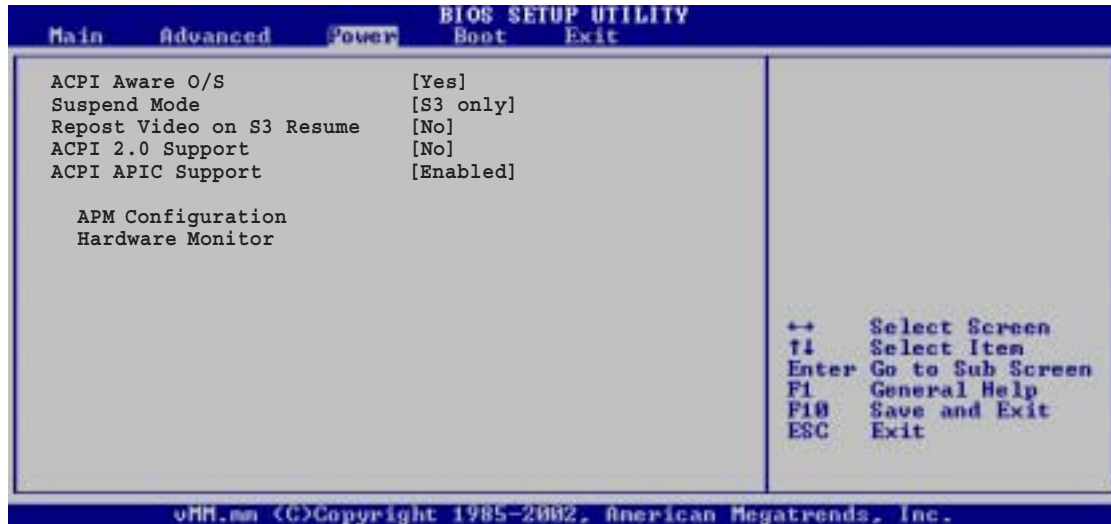 BIOS SETUP UTILITY
Main Advanced Power Boot Exit
ACPI Aware O/S [Yes]
Suspend Mode [S3 only]
Repost Video on S3 Resume [No]
ACPI 2.0 Support [No]
ACPI APIC Support [Enabled]
APM Configuration
Hardware Monitor
←→ Select Screen
↑↓ Select Item
Enter Go to Sub Screen
F1 General Help
F10 Save and Exit
ESC Exit
vMM.mm (C)Copyright 1985-2002, American Megatrends, Inc.